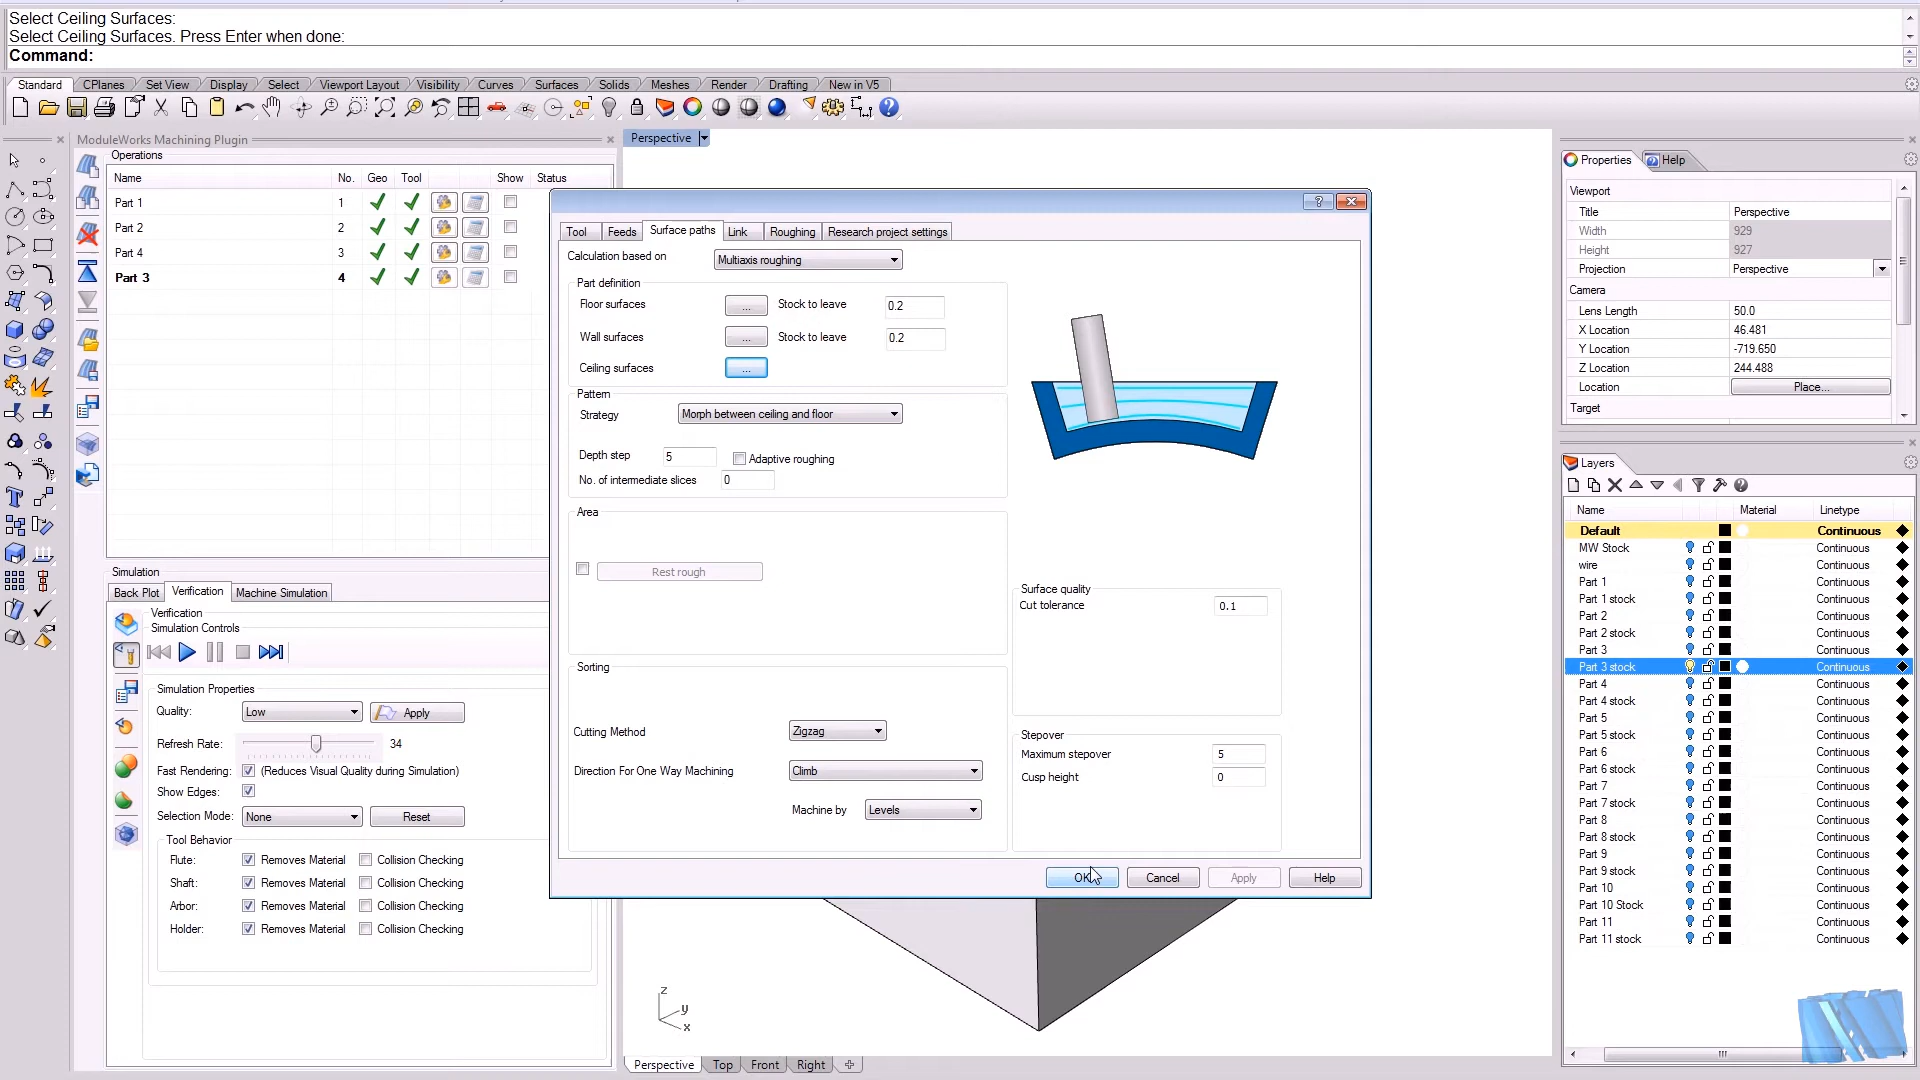 Select Ceiling Surfaces:
Select Ceiling Surfaces. Press Enter when done:
Command:
Standard CPlanes Set View Display Select Viewport Layout Visibility Curves Surfaces Solids Meshes Render Drafting New in V5
ModuleWorks Machining Plugin
Operations
Name No. Geo Tool Show Status
Part 1 1
Part 2 2
Part 4 3
Part 3 4
Simulation
Back Plot Verification Machine Simulation
Verification
Simulation Controls
Simulation Properties
Quality: Low Apply
Refresh Rate: 34
Fast Rendering: (Reduces Visual Quality during Simulation)
Show Edges:
Selection Mode: None Reset
Tool Behavior
Flute: Removes Material Collision Checking
Shaft: Removes Material Collision Checking
Arbor: Removes Material Collision Checking
Holder: Removes Material Collision Checking
Perspective
Tool Feeds Surface paths Link Roughing Research project settings
Calculation based on Multiaxis roughing
Part definition
Floor surfaces ... Stock to leave 0.2
Wall surfaces ... Stock to leave 0.2
Ceiling surfaces ...
Pattern
Strategy Morph between ceiling and floor
Depth step 5 Adaptive roughing
No. of intermediate slices 0
Area
Rest rough
Sorting
Cutting Method Zigzag
Direction For One Way Machining Climb
Machine by Levels
Surface quality
Cut tolerance 0.1
Stepover
Maximum stepover 5
Cusp height 0
OK Cancel Apply Help
z
y
x
Perspective Top Front Right
Properties Help
Viewport
Title Perspective
Width 929
Height 927
Projection Perspective
Camera
Lens Length 50.0
X Location 46.481
Y Location -719.650
Z Location 244.488
Location Place...
Target
Layers
Name Material Linetype
Default Continuous
MW Stock Continuous
wire Continuous
Part 1 Continuous
Part 1 stock Continuous
Part 2 Continuous
Part 2 stock Continuous
Part 3 Continuous
Part 3 stock Continuous
Part 4 Continuous
Part 4 stock Continuous
Part 5 Continuous
Part 5 stock Continuous
Part 6 Continuous
Part 6 stock Continuous
Part 7 Continuous
Part 7 stock Continuous
Part 8 Continuous
Part 8 stock Continuous
Part 9 Continuous
Part 9 stock Continuous
Part 10 Continuous
Part 10 Stock Continuous
Part 11 Continuous
Part 11 stock Continuous